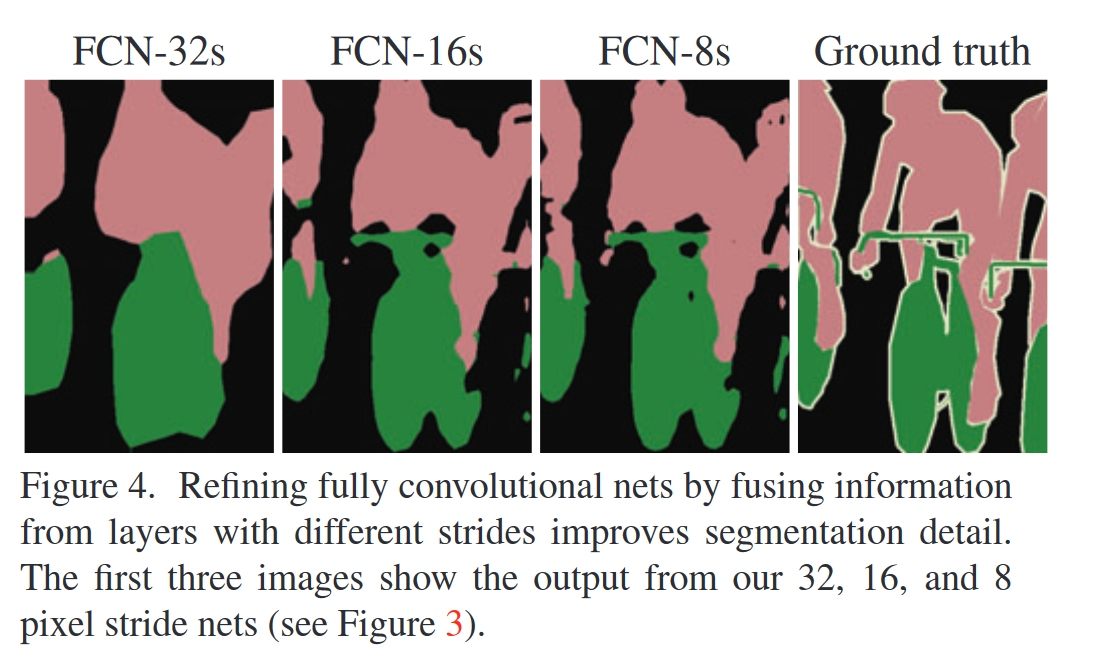 FCN-32s FCN-16s FCN-8s Ground truth
Figure 4. Refining fully convolutional nets by fusing information
from layers with different strides improves segmentation detail.
The first three images show the output from our 32, 16, and 8
pixel stride nets (see Figure 3).